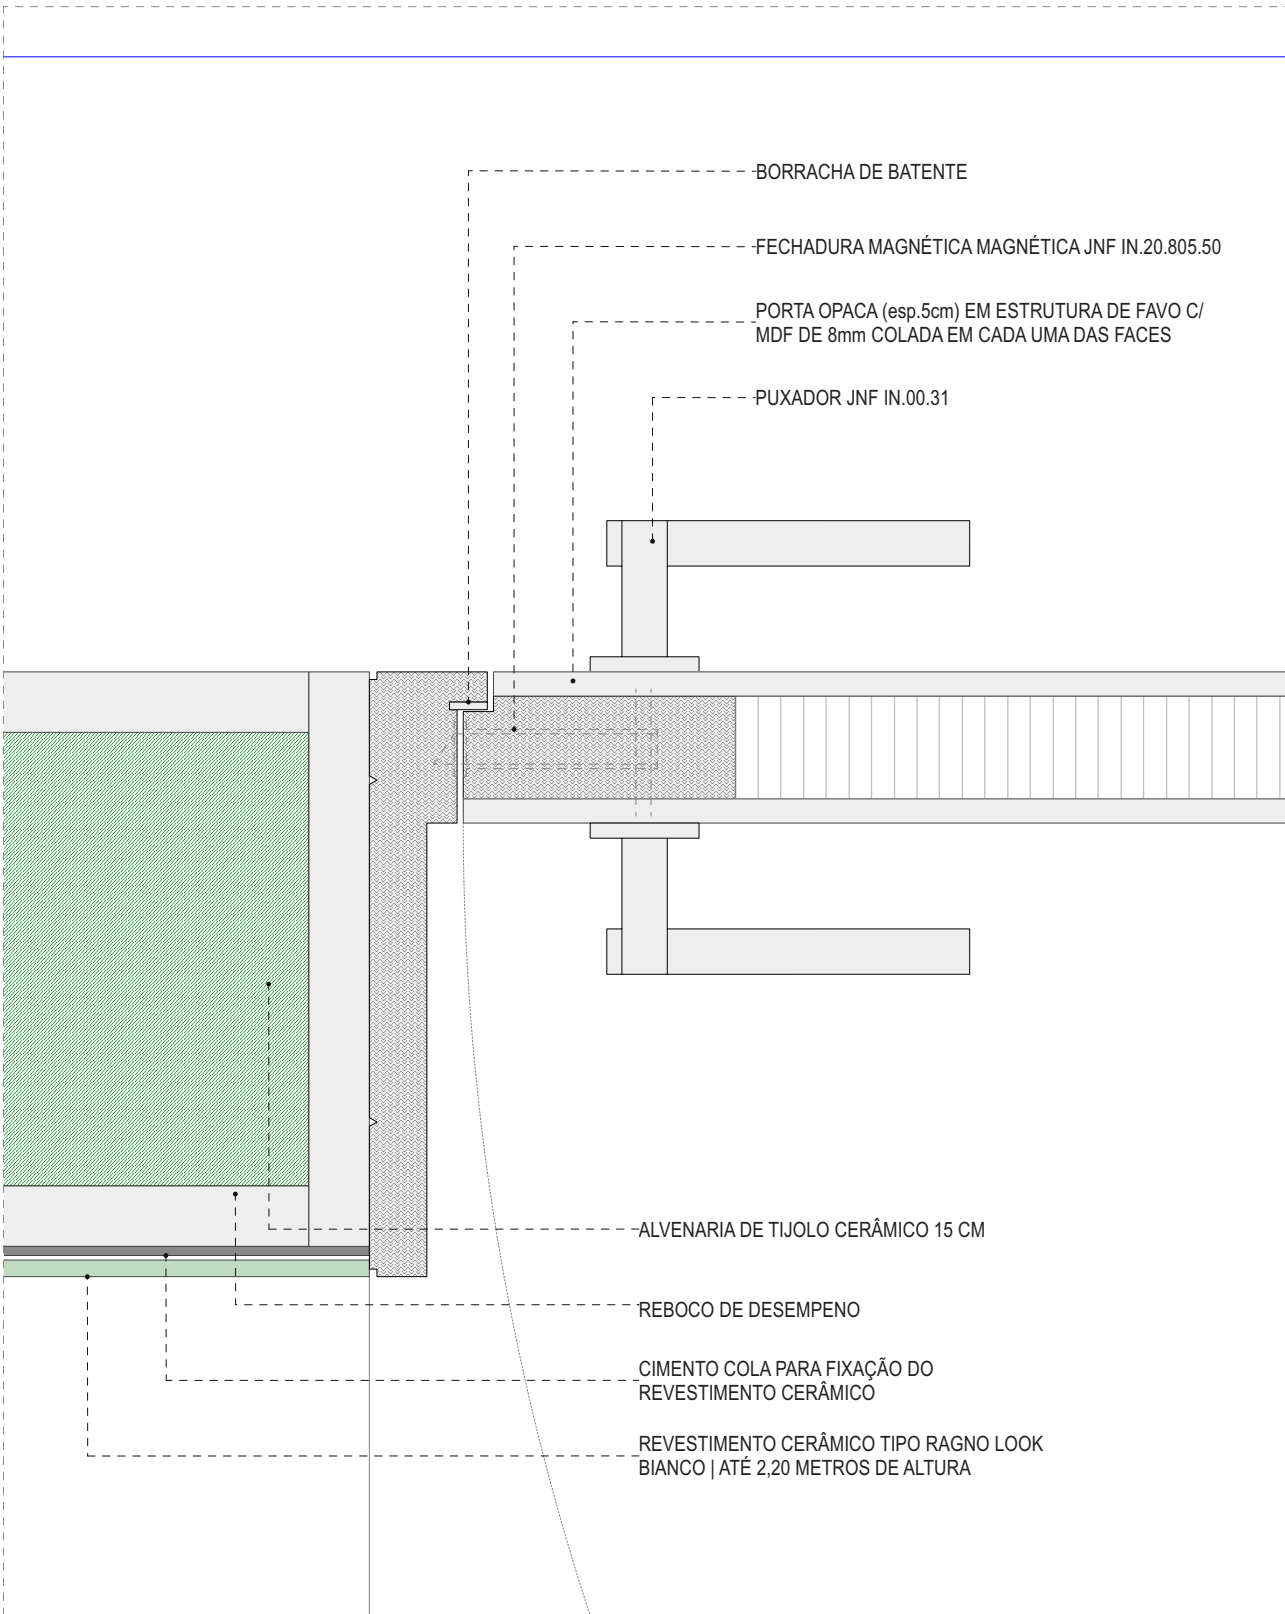 BORRACHA DE BATENTE
FECHADURA MAGNÉTICA MAGNÉTICA JNF IN.20.805.50
PORTA OPACA (esp.5cm) EM ESTRUTURA DE FAVO C/
MDF DE 8mm COLADA EM CADA UMA DAS FACES
PUXADOR JNF IN.00.31
ALVENARIA DE TIJOLO CERÂMICO 15 CM
REBOCO DE DESEMPENO
CIMENTO COLA PARA FIXAÇÃO DO
REVESTIMENTO CERÂMICO
REVESTIMENTO CERÂMICO TIPO RAGNO LOOK
BIANCO | ATÉ 2,20 METROS DE ALTURA